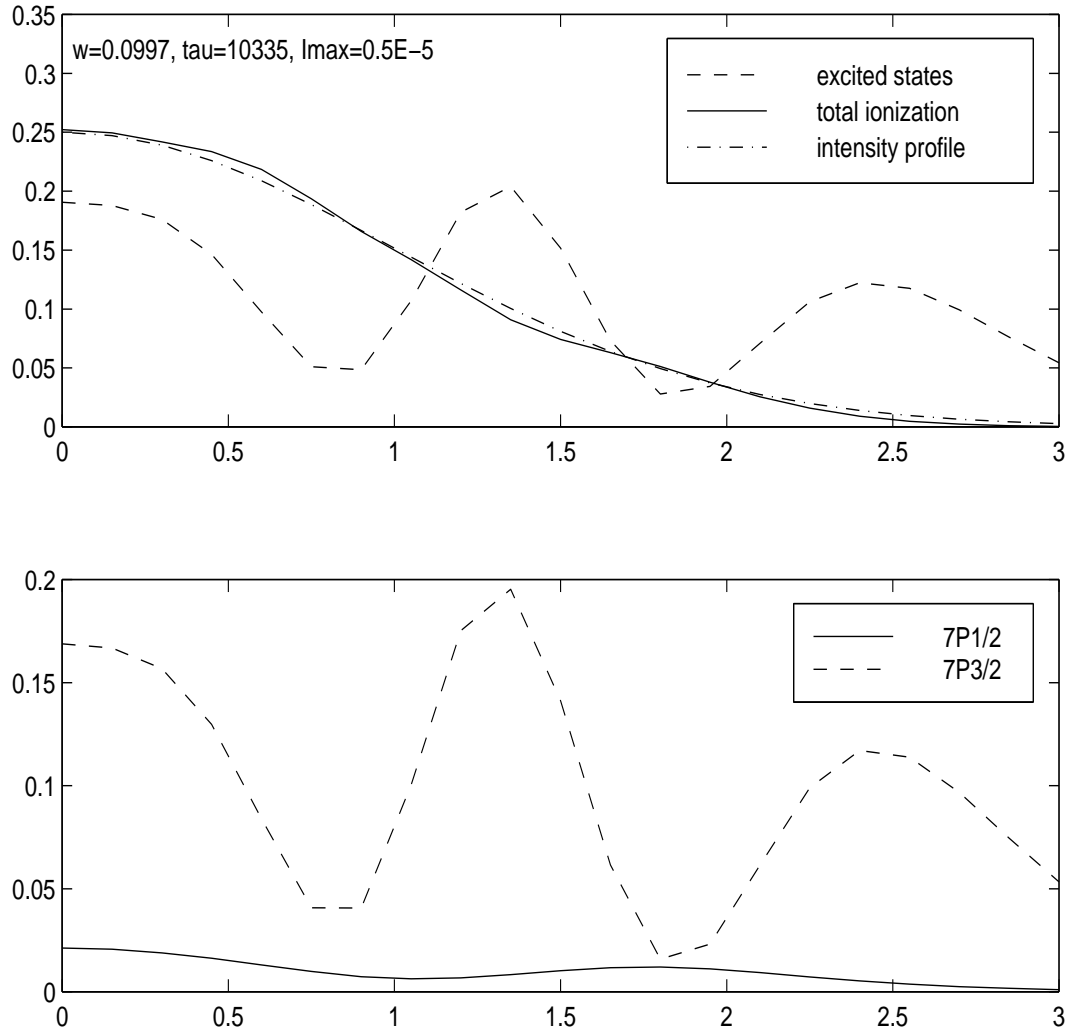 0.35
w=0.0997, tau=10335, Imax=0.5E−5
0.3
excited states
total ionization
0.25
intensity profile
0.2
0.15
0.1
0.05
0
0 0.5 1 1.5 2 2.5 3
0.2
7P1/2
7P3/2
0.15
0.1
0.05
0
0 0.5 1 1.5 2 2.5 3